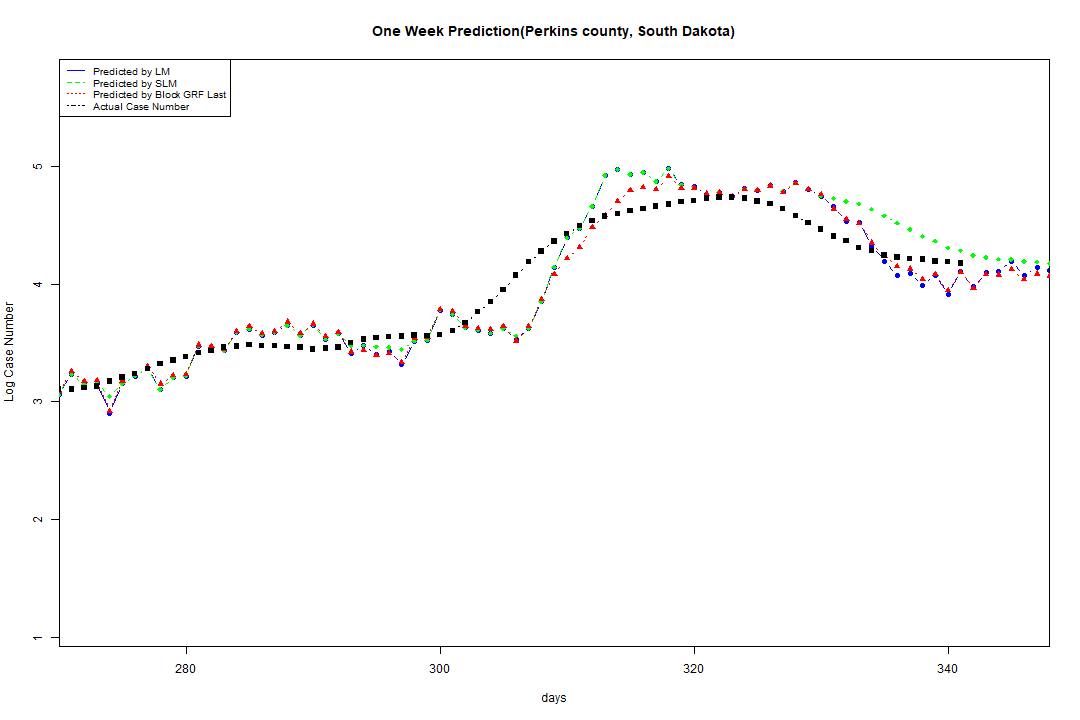 One Week Prediction(Perkins county, South Dakota)
Predicted by LM
Predicted by SLM
Predicted by Block GRF Last
Actual Case Number
5
4
3
2
1
Log Case Number
280 300 320 340
days